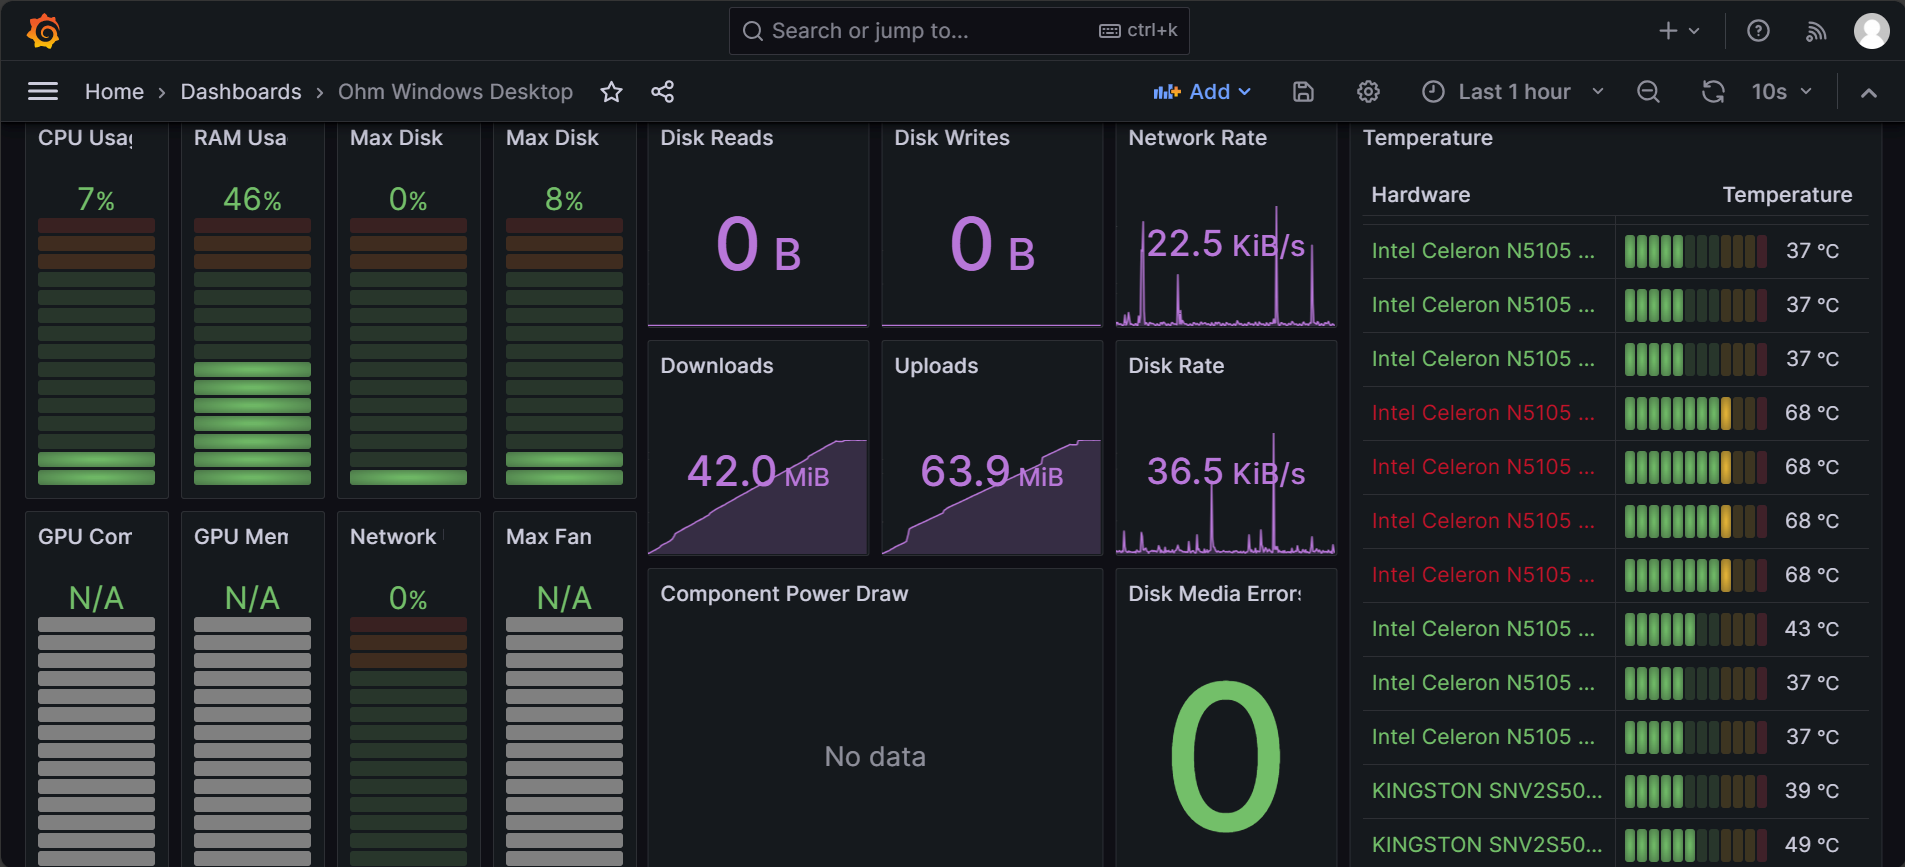 Search or jump to... ctrl+k
Home › Dashboards › Ohm Windows Desktop
Add
Last 1 hour
10s
CPU Usag
7%
RAM Usa
46%
Max Disk
0%
Max Disk
8%
Disk Reads
0 B
Disk Writes
0 B
Network Rate
22.5 KiB/s
Downloads
42.0 MiB
Uploads
63.9 MiB
Disk Rate
36.5 KiB/s
GPU Com
N/A
GPU Mem
N/A
Network
0%
Max Fan
N/A
Component Power Draw
No data
Disk Media Errors
0
Temperature
Hardware Temperature
Intel Celeron N5105 ... 37 °C
Intel Celeron N5105 ... 37 °C
Intel Celeron N5105 ... 37 °C
Intel Celeron N5105 ... 68 °C
Intel Celeron N5105 ... 68 °C
Intel Celeron N5105 ... 68 °C
Intel Celeron N5105 ... 68 °C
Intel Celeron N5105 ... 43 °C
Intel Celeron N5105 ... 37 °C
Intel Celeron N5105 ... 37 °C
KINGSTON SNV2S50... 39 °C
KINGSTON SNV2S50... 49 °C